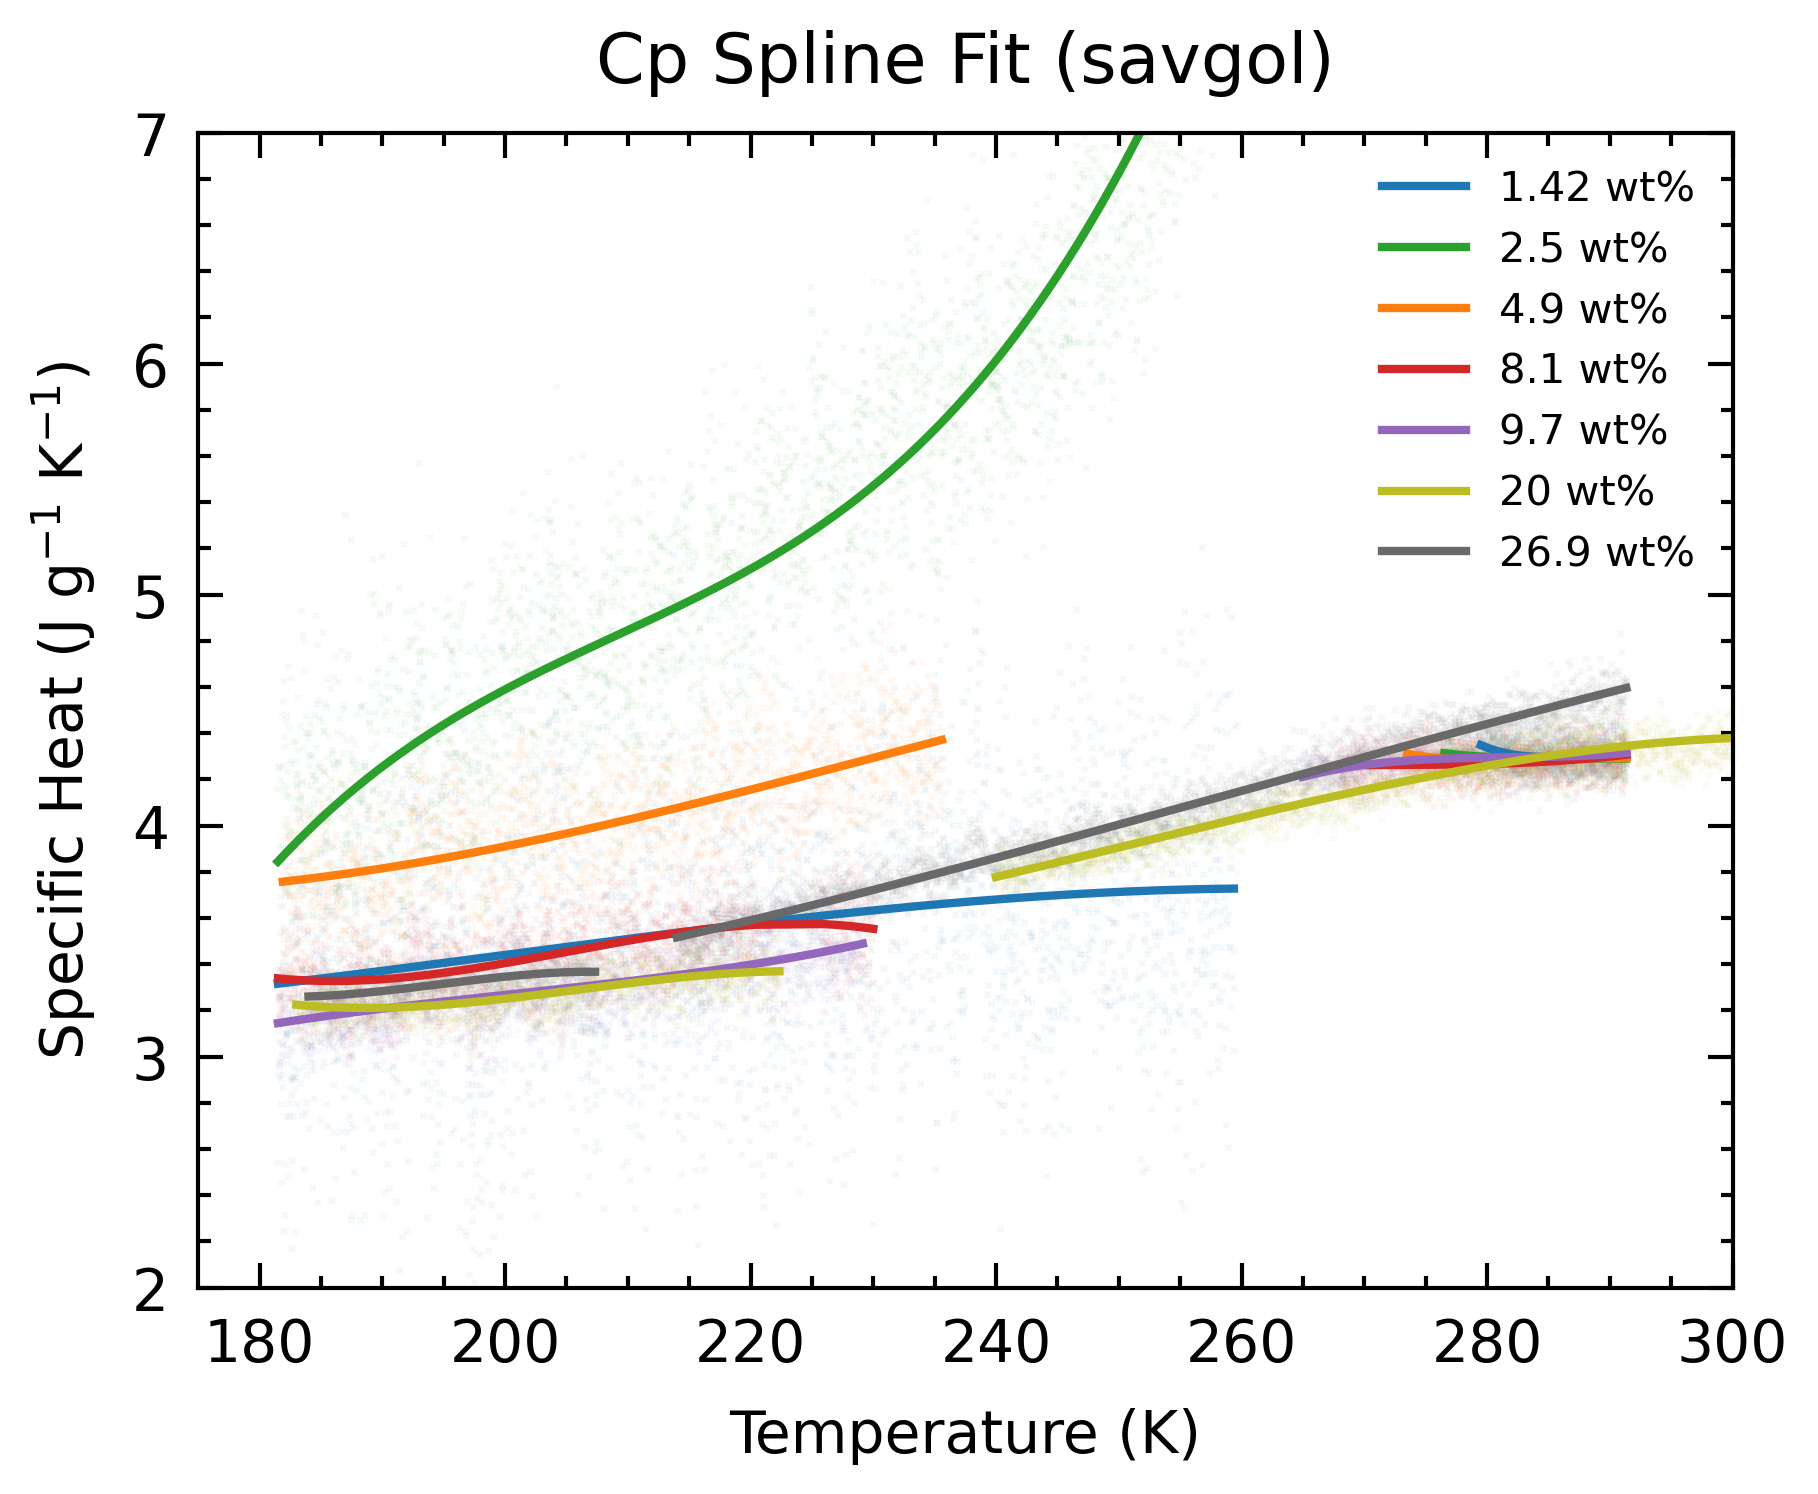 Cp Spline Fit (savgol)
7
6
5
4
3
2
Specific Heat (J g⁻¹ K⁻¹)
1.42 wt%
2.5 wt%
4.9 wt%
8.1 wt%
9.7 wt%
20 wt%
26.9 wt%
180 200 220 240 260 280 300
Temperature (K)